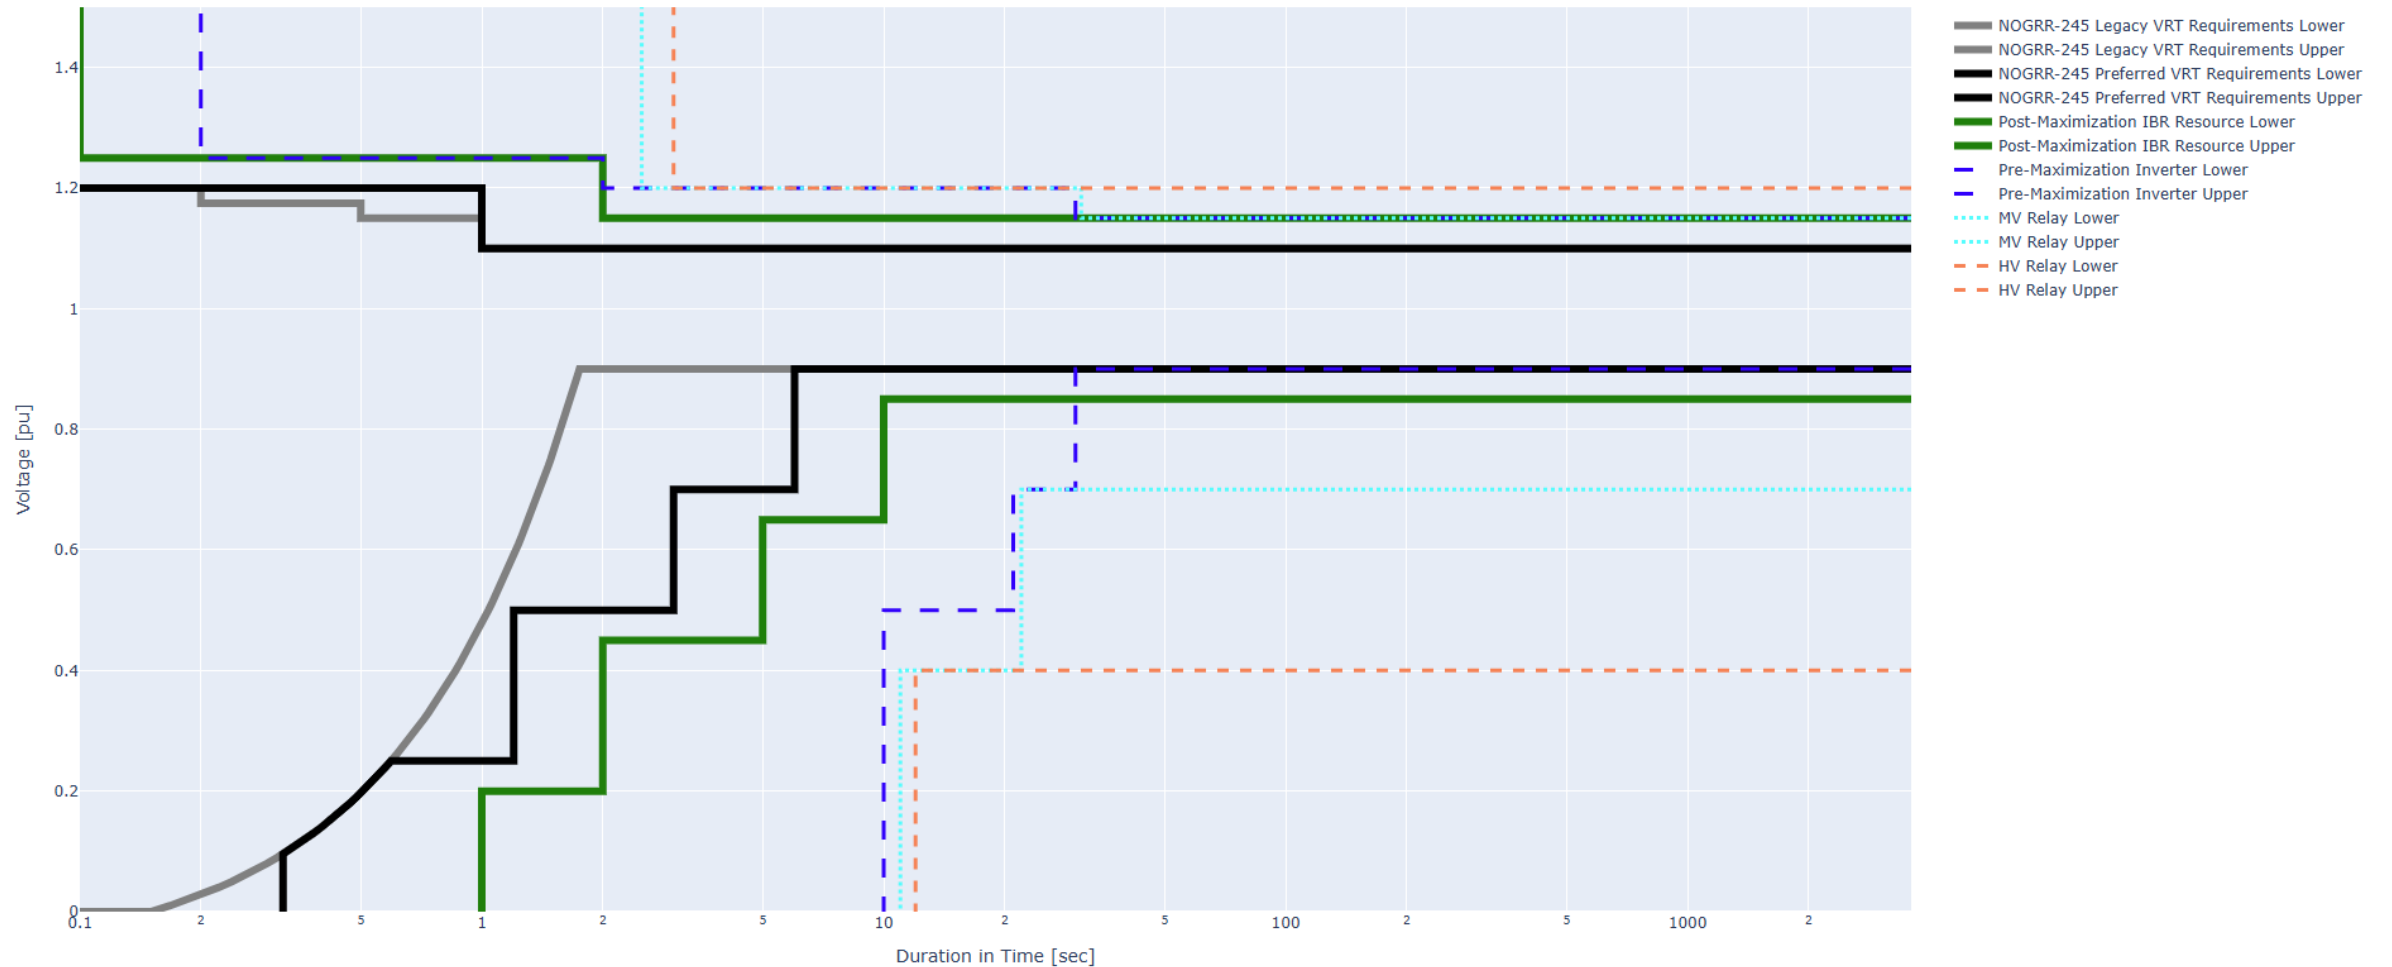 NOGRR-245 Legacy VRT Requirements Lower
NOGRR-245 Legacy VRT Requirements Upper
NOGRR-245 Preferred VRT Requirements Lower
NOGRR-245 Preferred VRT Requirements Upper
Post-Maximization IBR Resource Lower
Post-Maximization IBR Resource Upper
Pre-Maximization Inverter Lower
Pre-Maximization Inverter Upper
MV Relay Lower
MV Relay Upper
HV Relay Lower
HV Relay Upper
Voltage [pu]
1.4
1.2
1
0.8
0.6
0.4
0.2
0
0.1 2 5 1 2 5 10 2 5 100 2 5 1000 2
Duration in Time [sec]